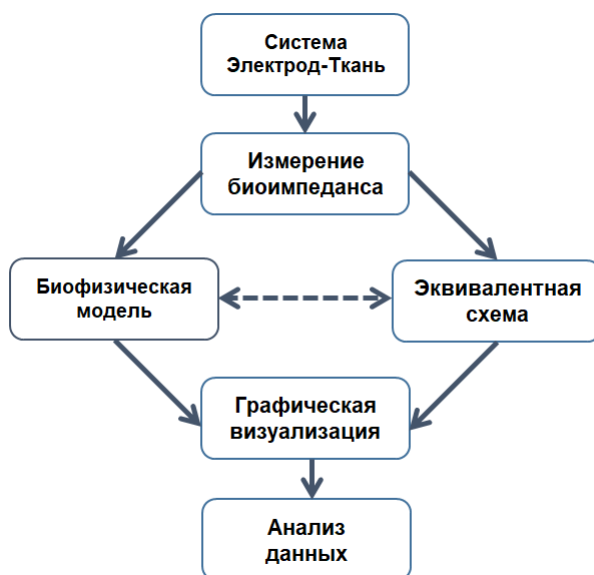 Система
Электрод-Ткань
Измерение
биоимпеданса
Биофизическая
модель
Эквивалентная
схема
Графическая
визуализация
Анализ
данных